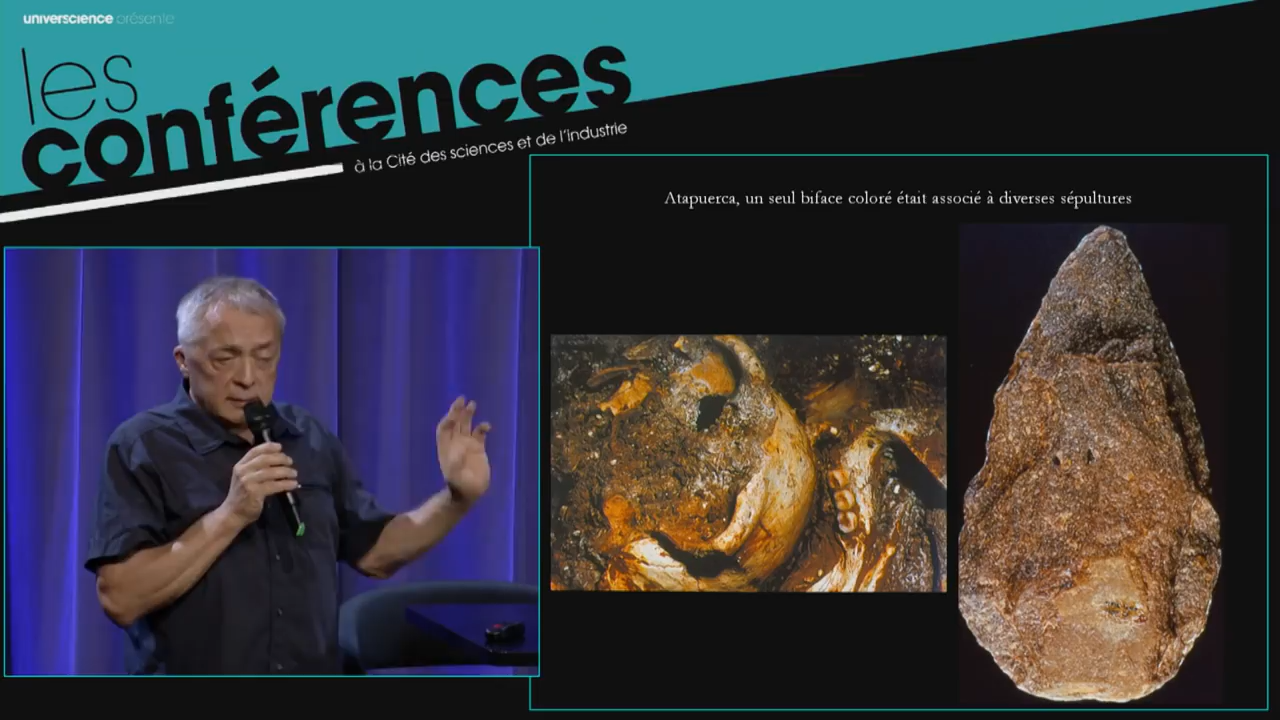 universcience présente
les
conférences
à la Cité des sciences et de l'industrie
Atapuerca, un seul biface coloré était associé à diverses sépultures